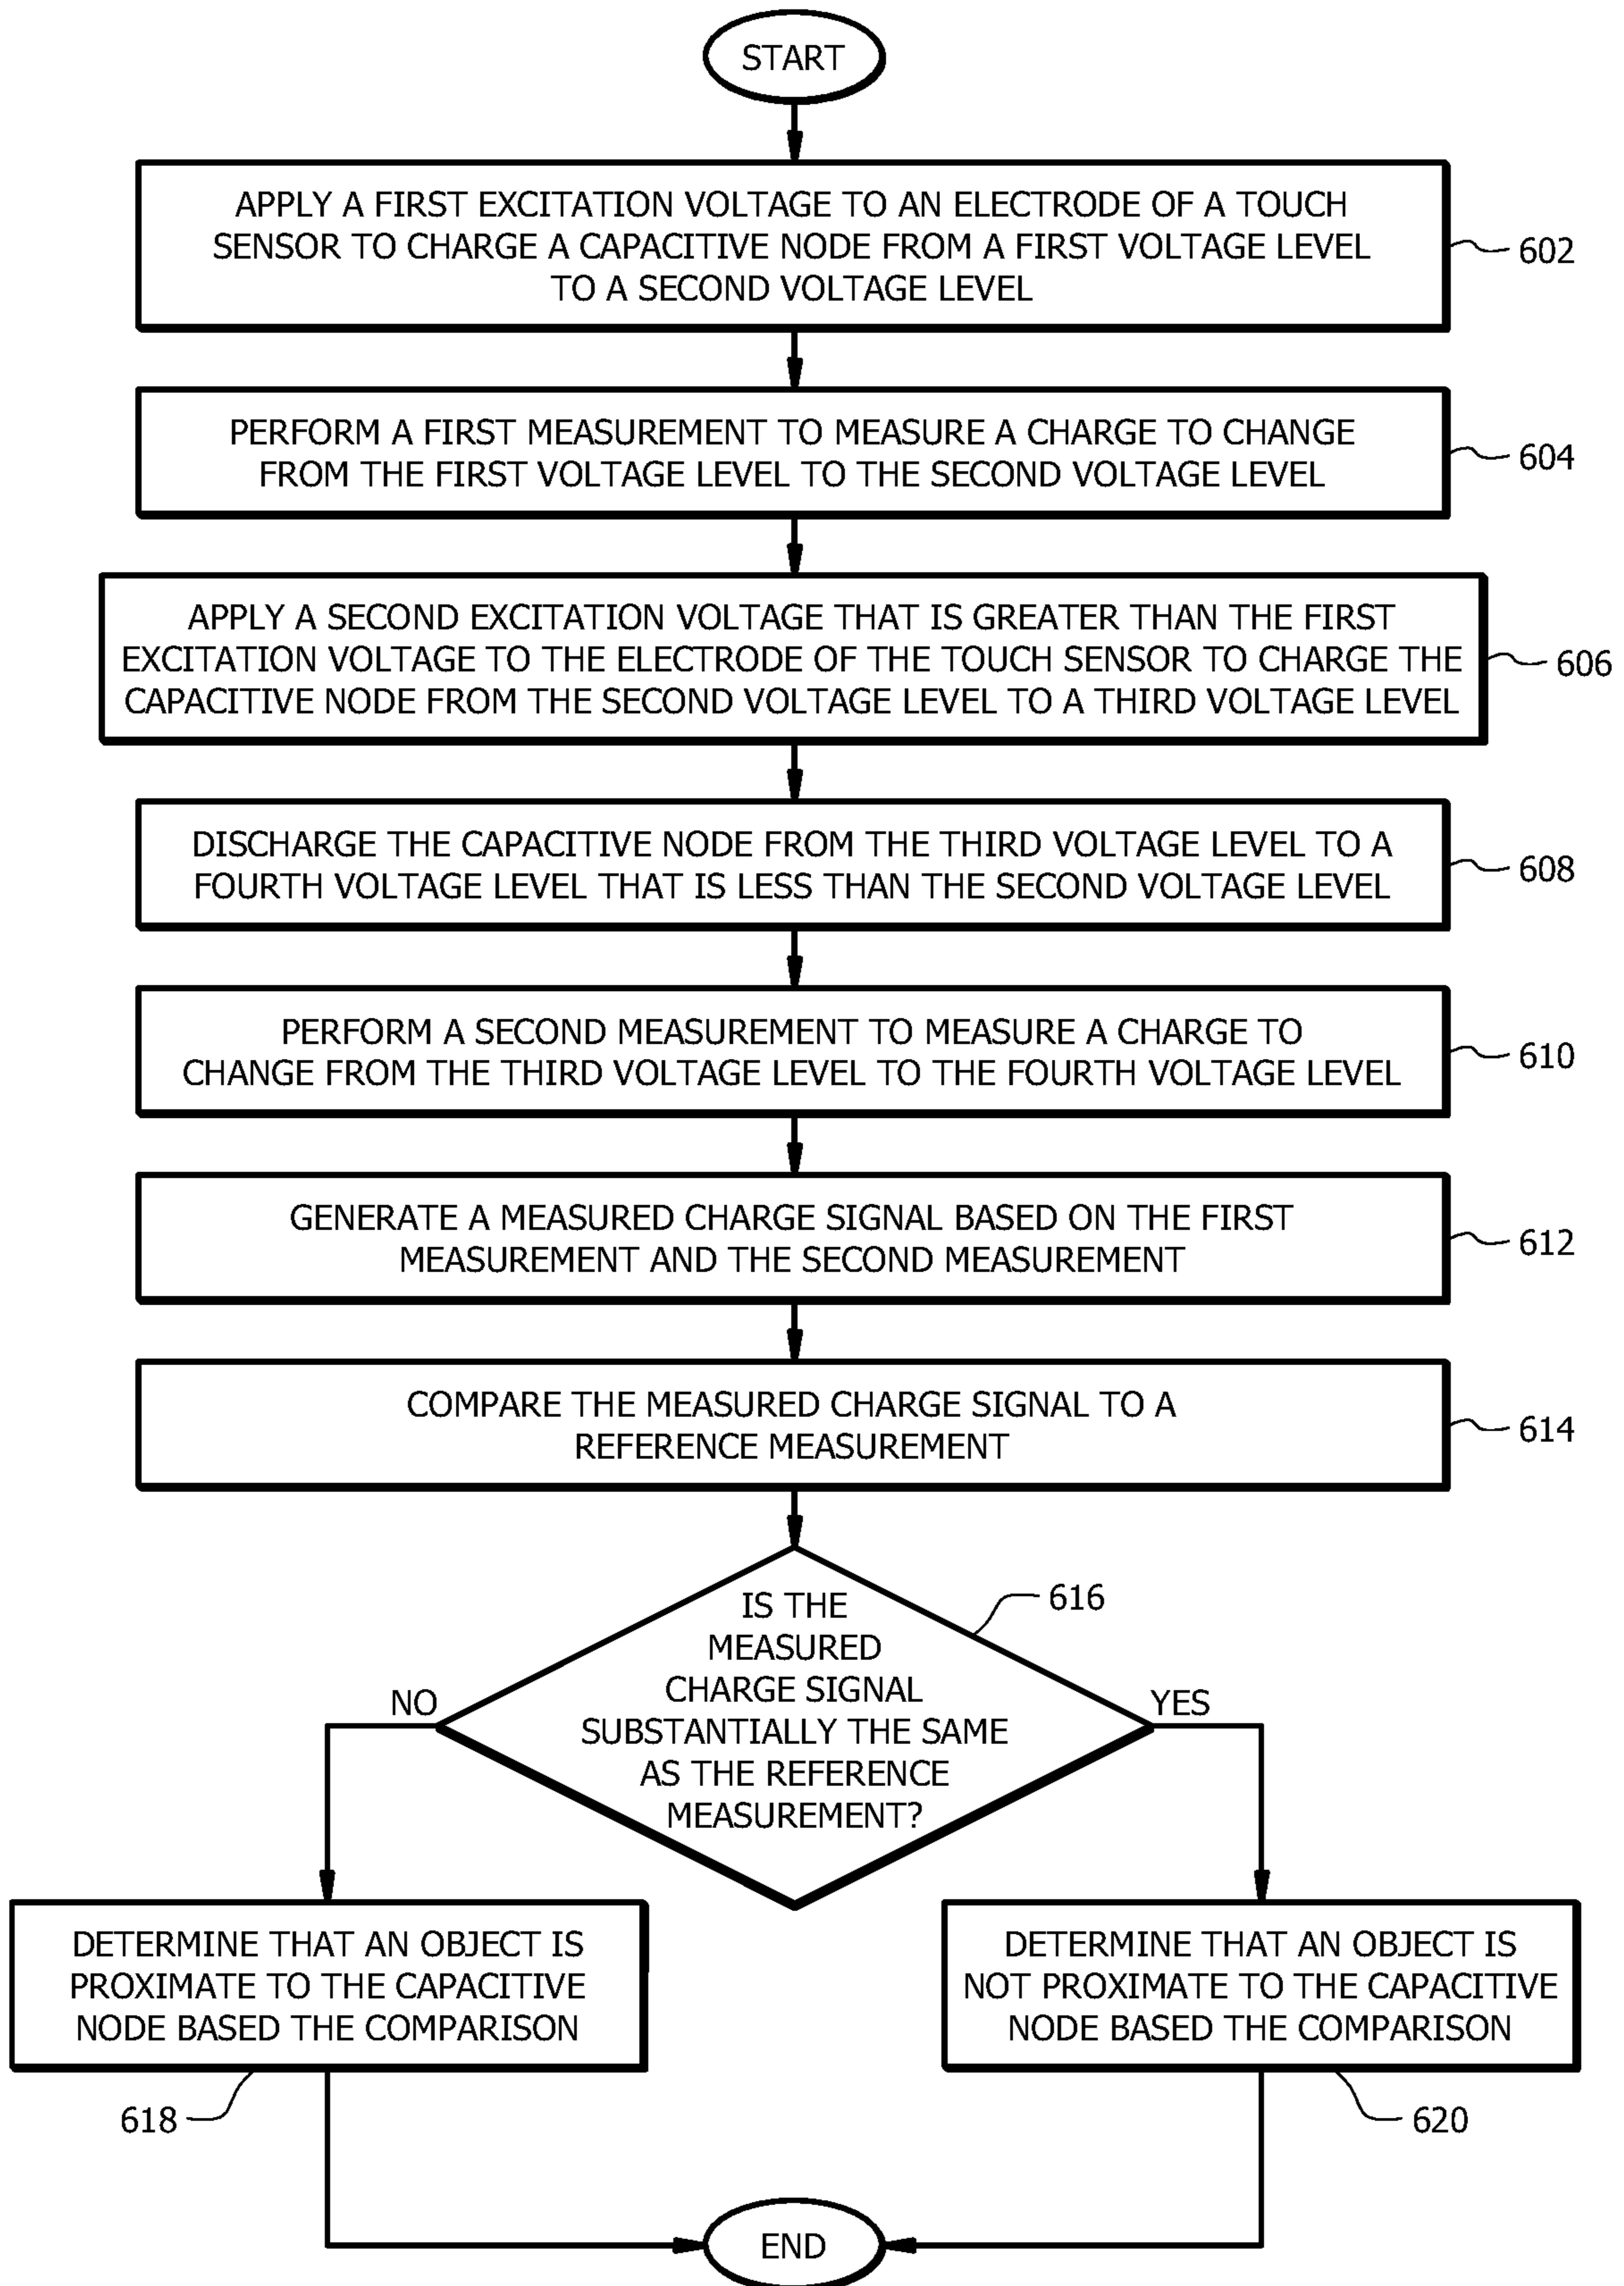 START
APPLY A FIRST EXCITATION VOLTAGE TO AN ELECTRODE OF A TOUCH
SENSOR TO CHARGE A CAPACITIVE NODE FROM A FIRST VOLTAGE LEVEL
TO A SECOND VOLTAGE LEVEL
602
PERFORM A FIRST MEASUREMENT TO MEASURE A CHARGE TO CHANGE
FROM THE FIRST VOLTAGE LEVEL TO THE SECOND VOLTAGE LEVEL
604
APPLY A SECOND EXCITATION VOLTAGE THAT IS GREATER THAN THE FIRST
EXCITATION VOLTAGE TO THE ELECTRODE OF THE TOUCH SENSOR TO CHARGE THE
CAPACITIVE NODE FROM THE SECOND VOLTAGE LEVEL TO A THIRD VOLTAGE LEVEL
606
DISCHARGE THE CAPACITIVE NODE FROM THE THIRD VOLTAGE LEVEL TO A
FOURTH VOLTAGE LEVEL THAT IS LESS THAN THE SECOND VOLTAGE LEVEL
608
PERFORM A SECOND MEASUREMENT TO MEASURE A CHARGE TO
CHANGE FROM THE THIRD VOLTAGE LEVEL TO THE FOURTH VOLTAGE LEVEL
610
GENERATE A MEASURED CHARGE SIGNAL BASED ON THE FIRST
MEASUREMENT AND THE SECOND MEASUREMENT
612
COMPARE THE MEASURED CHARGE SIGNAL TO A
REFERENCE MEASUREMENT
614
IS THE
MEASURED
CHARGE SIGNAL
SUBSTANTIALLY THE SAME
AS THE REFERENCE
MEASUREMENT?
616
NO
YES
DETERMINE THAT AN OBJECT IS
PROXIMATE TO THE CAPACITIVE
NODE BASED THE COMPARISON
618
DETERMINE THAT AN OBJECT IS
NOT PROXIMATE TO THE CAPACITIVE
NODE BASED THE COMPARISON
620
END